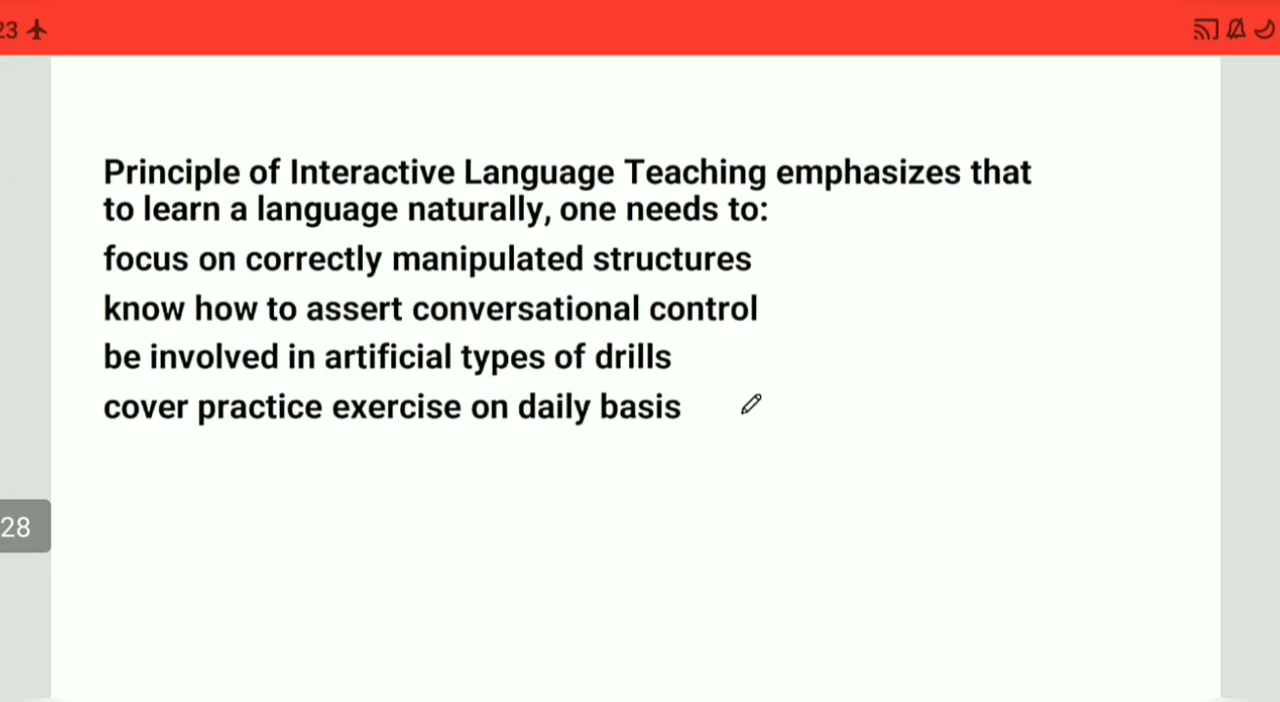 23
Principle of Interactive Language Teaching emphasizes that
to learn a language naturally, one needs to:
focus on correctly manipulated structures
know how to assert conversational control
be involved in artificial types of drills
cover practice exercise on daily basis
28